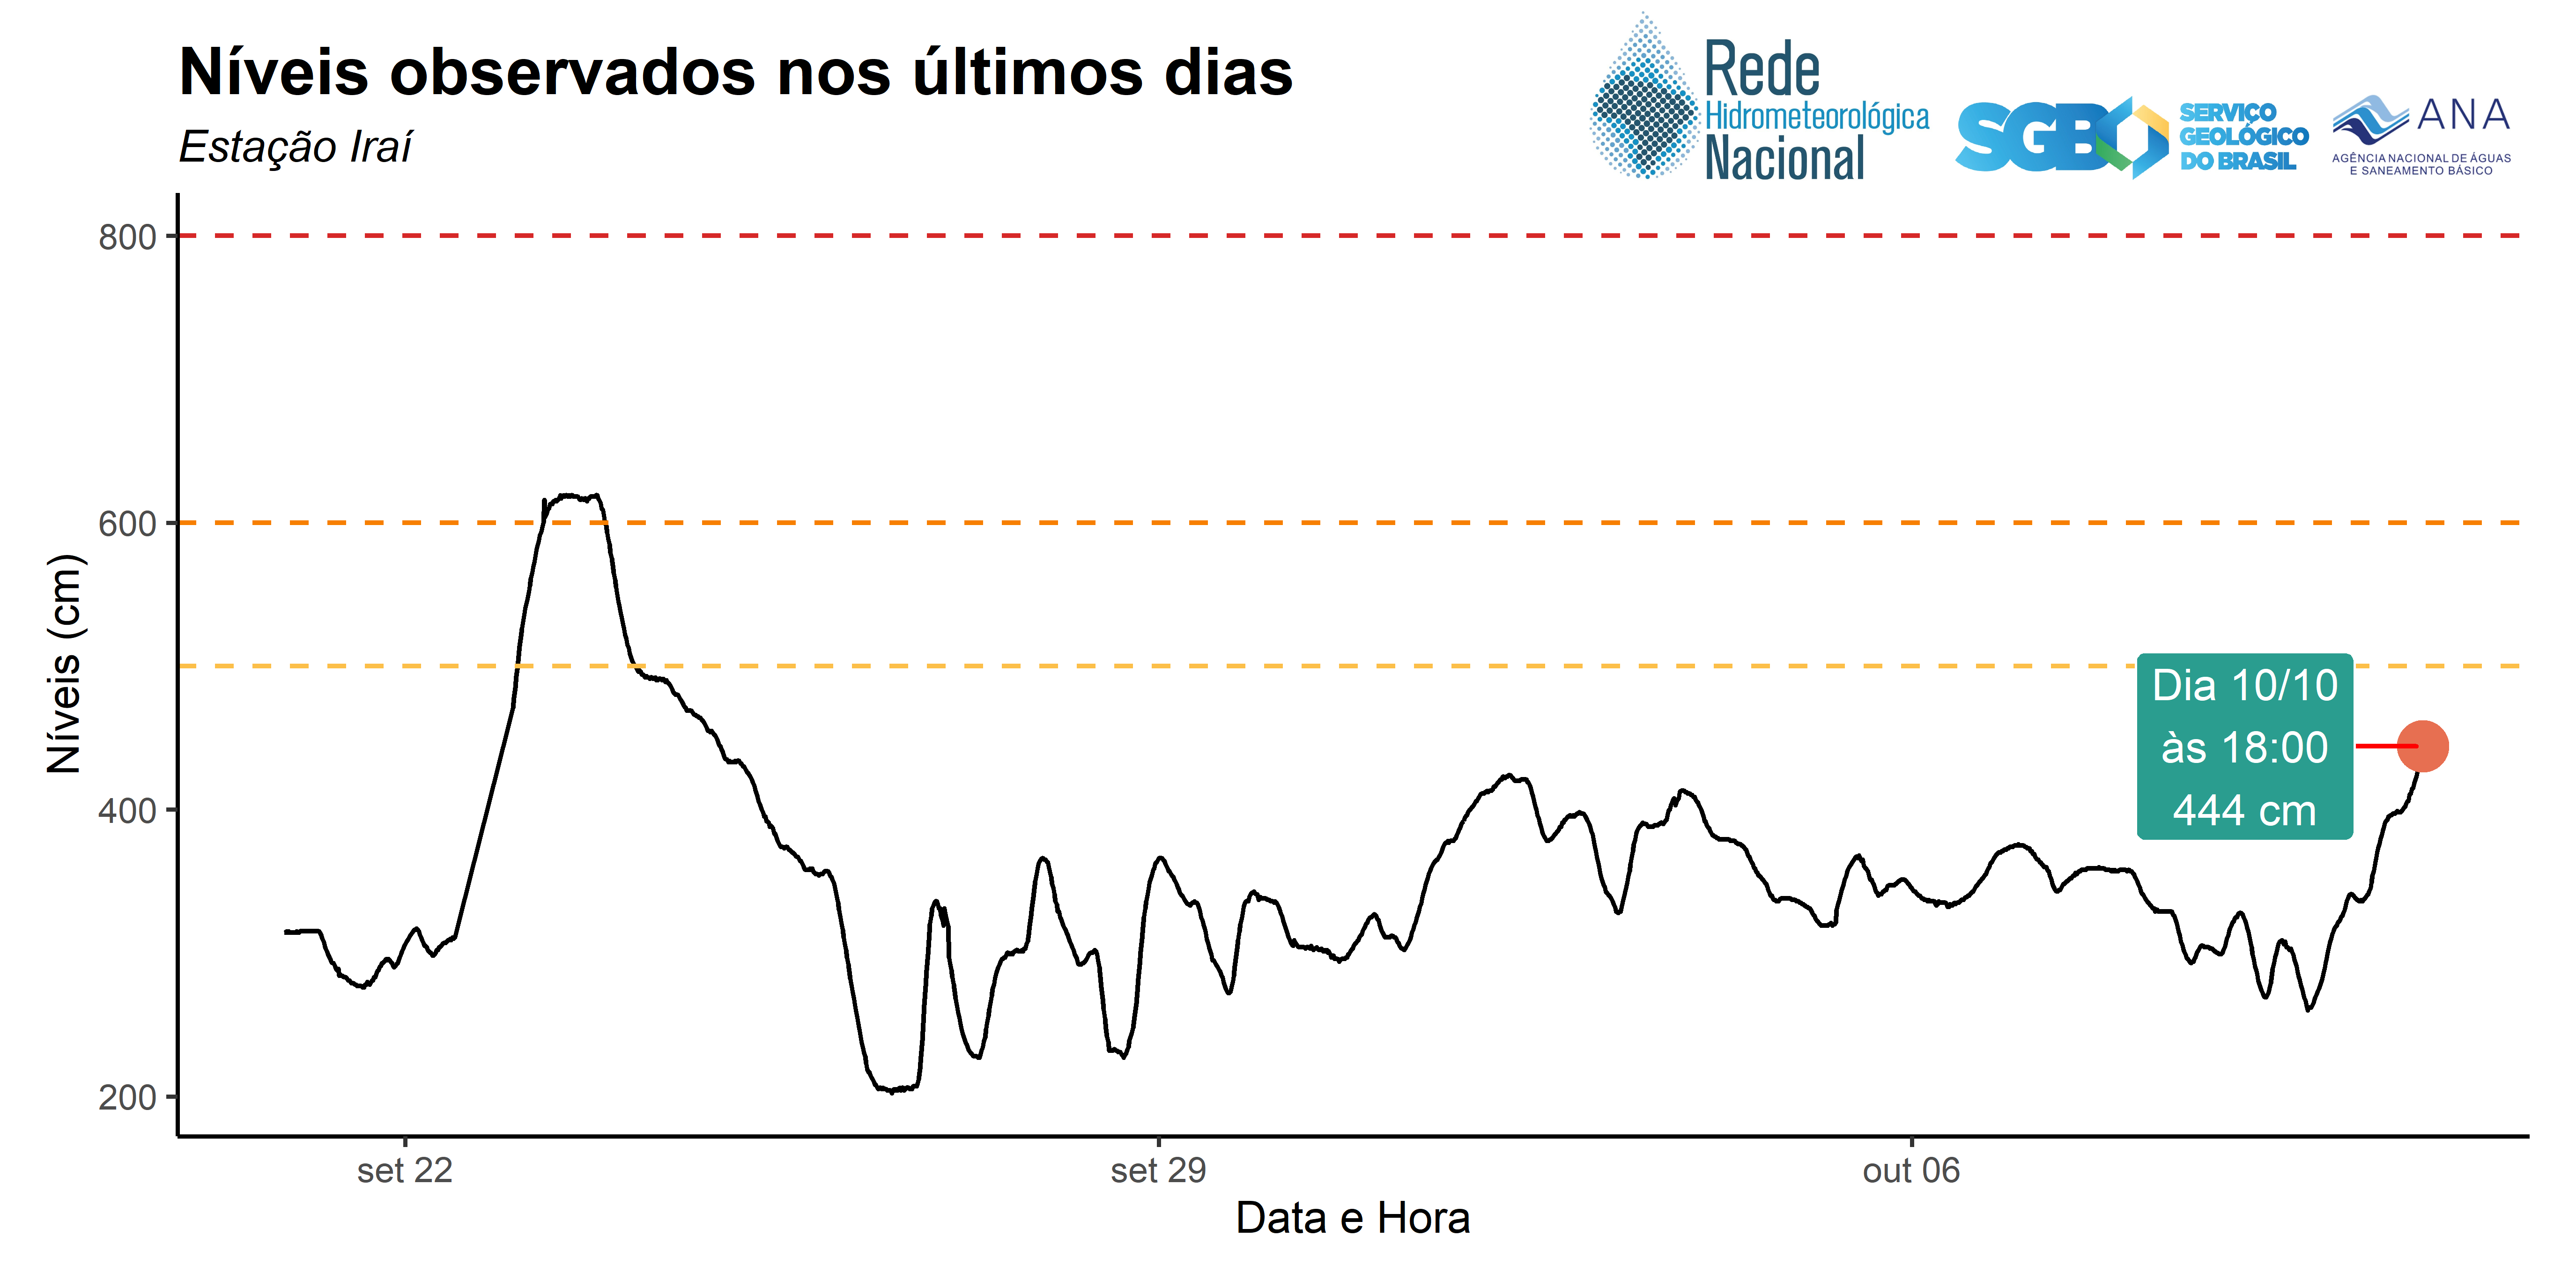 Níveis observados nos últimos dias
Estação Iraí
Rede
Hidrometeorológica
Nacional
SGB
SERVIÇO
GEOLÓGICO
DO BRASIL
ANA
AGÊNCIA NACIONAL DE ÁGUAS
E SANEAMENTO BÁSICO
Níveis (cm)
800
600
400
200
Dia 10/10
às 18:00
444 cm
set 22
set 29
out 06
Data e Hora